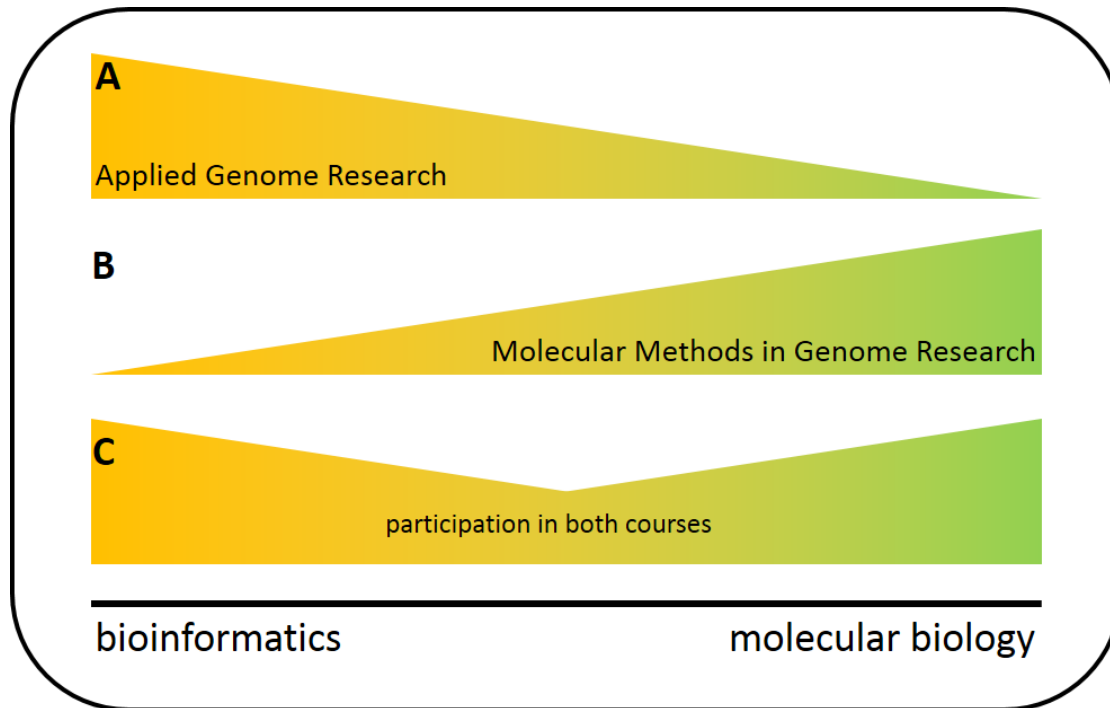 A
Applied Genome Research
B
Molecular Methods in Genome Research
C
participation in both courses
bioinformatics
molecular biology